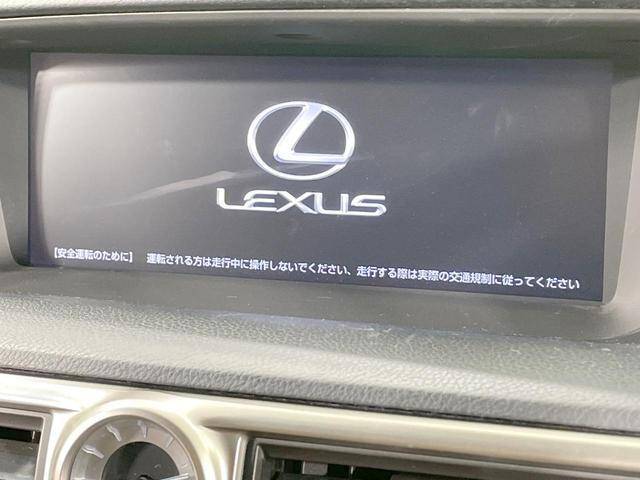 LEXUS
【安全運転のために】 運転される方は走行中に操作しないでください、走行する際は実際の交通規制に従ってください